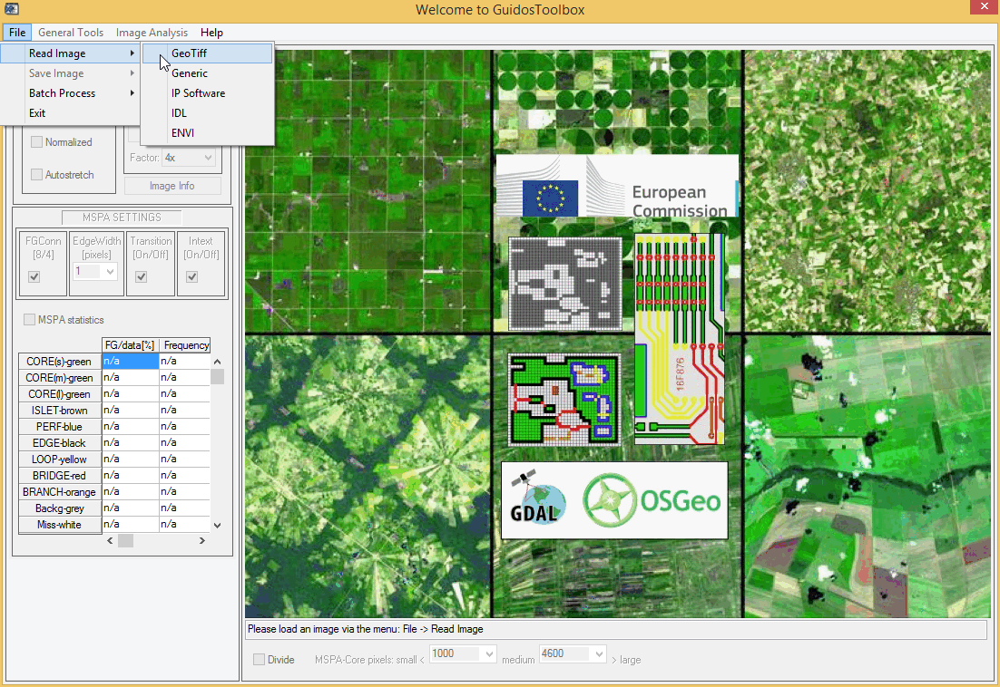 Welcome to GuidosToolbox
File General Tools Image Analysis Help
Read Image
Save Image
Batch Process
Exit
GeoTiff
Generic
IP Software
IDL
ENVI
Normalized
Autostretch
Factor: 4x
Image Info
MSPA SETTINGS
FGConn
[8/4]
EdgeWidth
[pixels]
1
Transition
[On/Off]
Intext
[On/Off]
MSPA statistics
FG/data[%] Frequency
CORE(s)-green n/a n/a
CORE(m)-green n/a n/a
CORE(l)-green n/a n/a
ISLET-brown n/a n/a
PERF-blue n/a n/a
EDGE-black n/a n/a
LOOP-yellow n/a n/a
BRIDGE-red n/a n/a
BRANCH-orange n/a n/a
Backg-grey n/a n/a
Miss-white n/a n/a
European
Commission
16F876
GDAL
OSGeo
Please load an image via the menu: File -> Read Image
Divide MSPA-Core pixels: small < 1000 medium 4600 > large